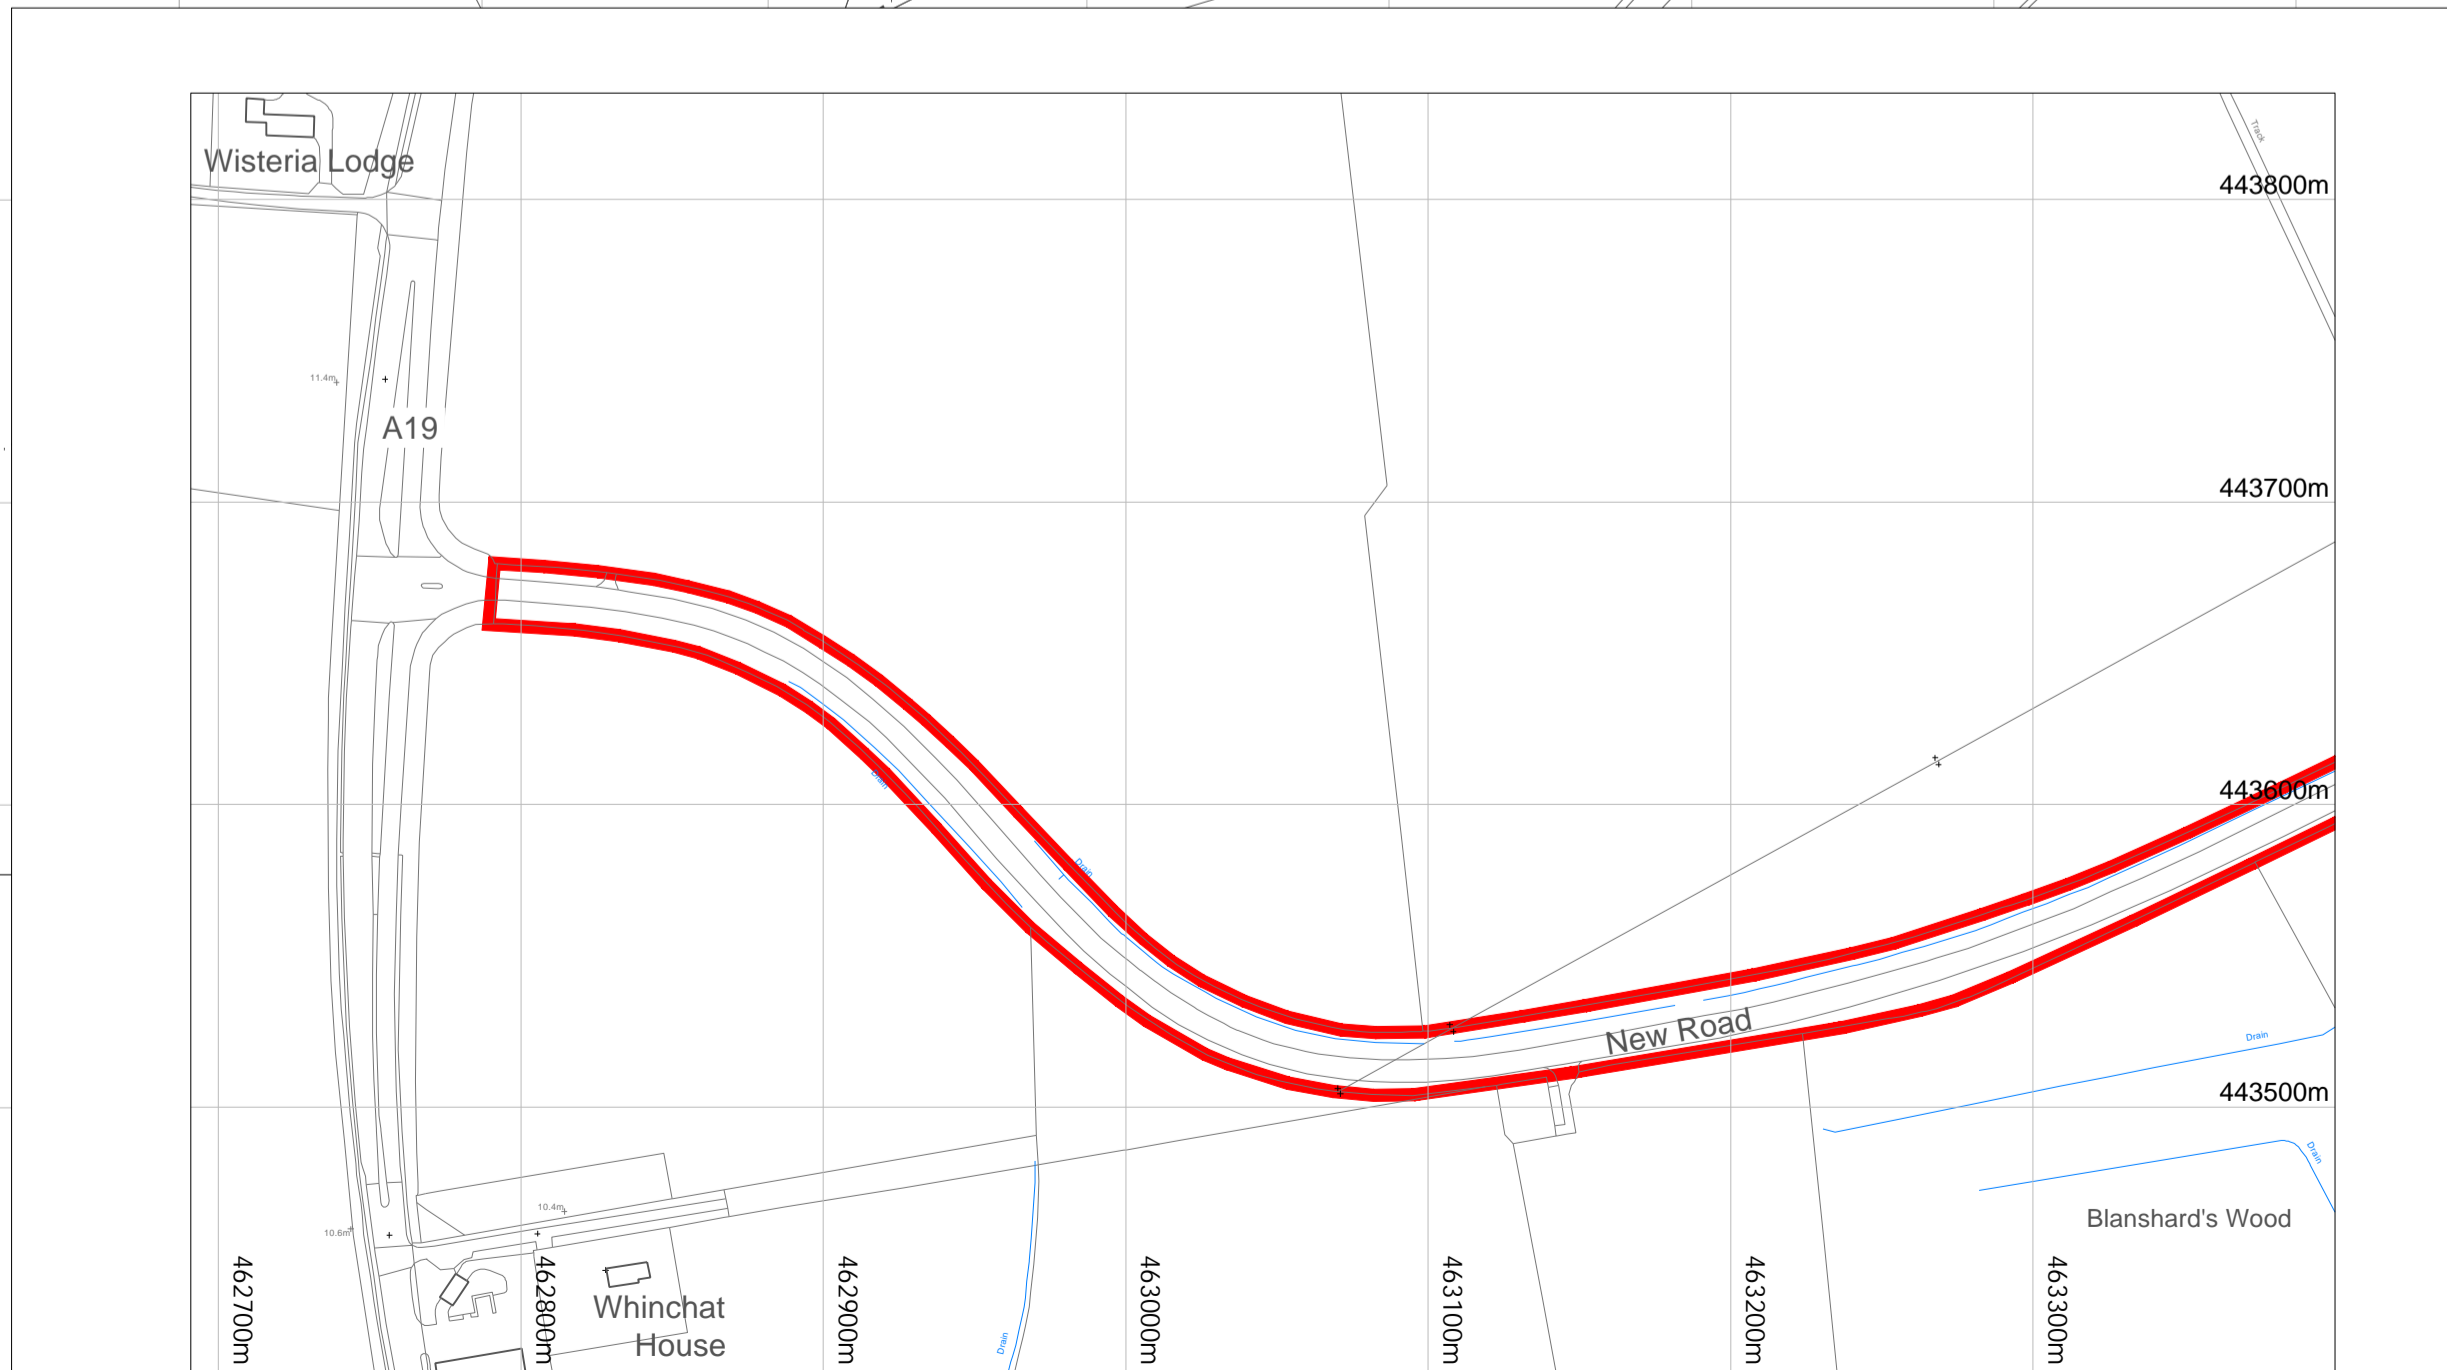 Track
Wisteria Lodge
443800m
11.4m
A19
443700m
443600m
Drain
Drain
New Road
Drain
443500m
Drain
10.4m
10.6m
Blanshard's Wood
462700m
462800m
462900m
463000m
463100m
463200m
463300m
Whinchat
House
Drain